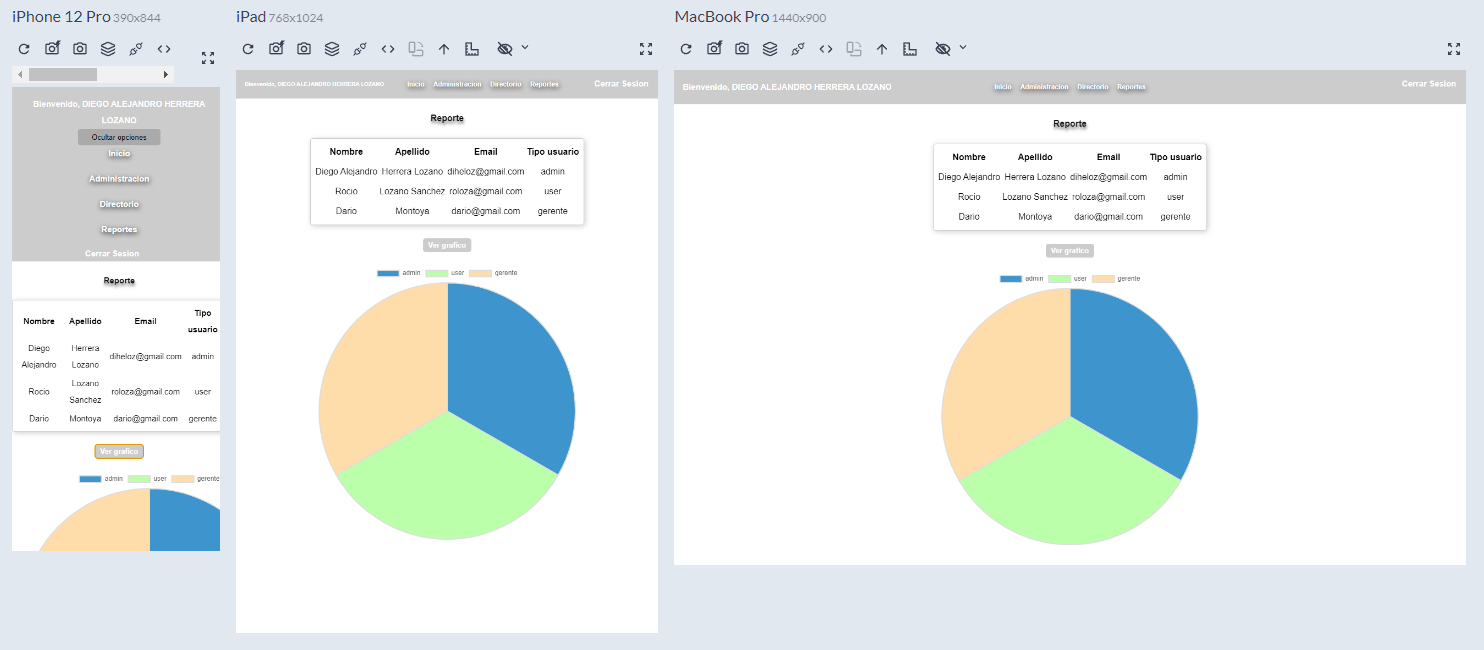 iPhone 12 Pro 390x844
Bienvenido, DIEGO ALEJANDRO HERRERA
LOZANO
Ocultar opciones
Inicio
Administracion
Directorio
Reportes
Cerrar Sesion
Reporte
Nombre Apellido Email Tipo usuario
Diego Alejandro Herrera Lozano diheloz@gmail.com admin
Rocio Lozano Sanchez roloza@gmail.com user
Dario Montoya dario@gmail.com gerente
Ver grafico
admin user gerente
iPad 768x1024
Bienvenido, DIEGO ALEJANDRO HERRERA LOZANO Inicio Administracion Directorio Reportes Cerrar Sesion
Reporte
Nombre Apellido Email Tipo usuario
Diego Alejandro Herrera Lozano diheloz@gmail.com admin
Rocio Lozano Sanchez roloza@gmail.com user
Dario Montoya dario@gmail.com gerente
Ver grafico
admin user gerente
MacBook Pro 1440x900
Bienvenido, DIEGO ALEJANDRO HERRERA LOZANO Inicio Administracion Directorio Reportes Cerrar Sesion
Reporte
Nombre Apellido Email Tipo usuario
Diego Alejandro Herrera Lozano diheloz@gmail.com admin
Rocio Lozano Sanchez roloza@gmail.com user
Dario Montoya dario@gmail.com gerente
Ver grafico
admin user gerente